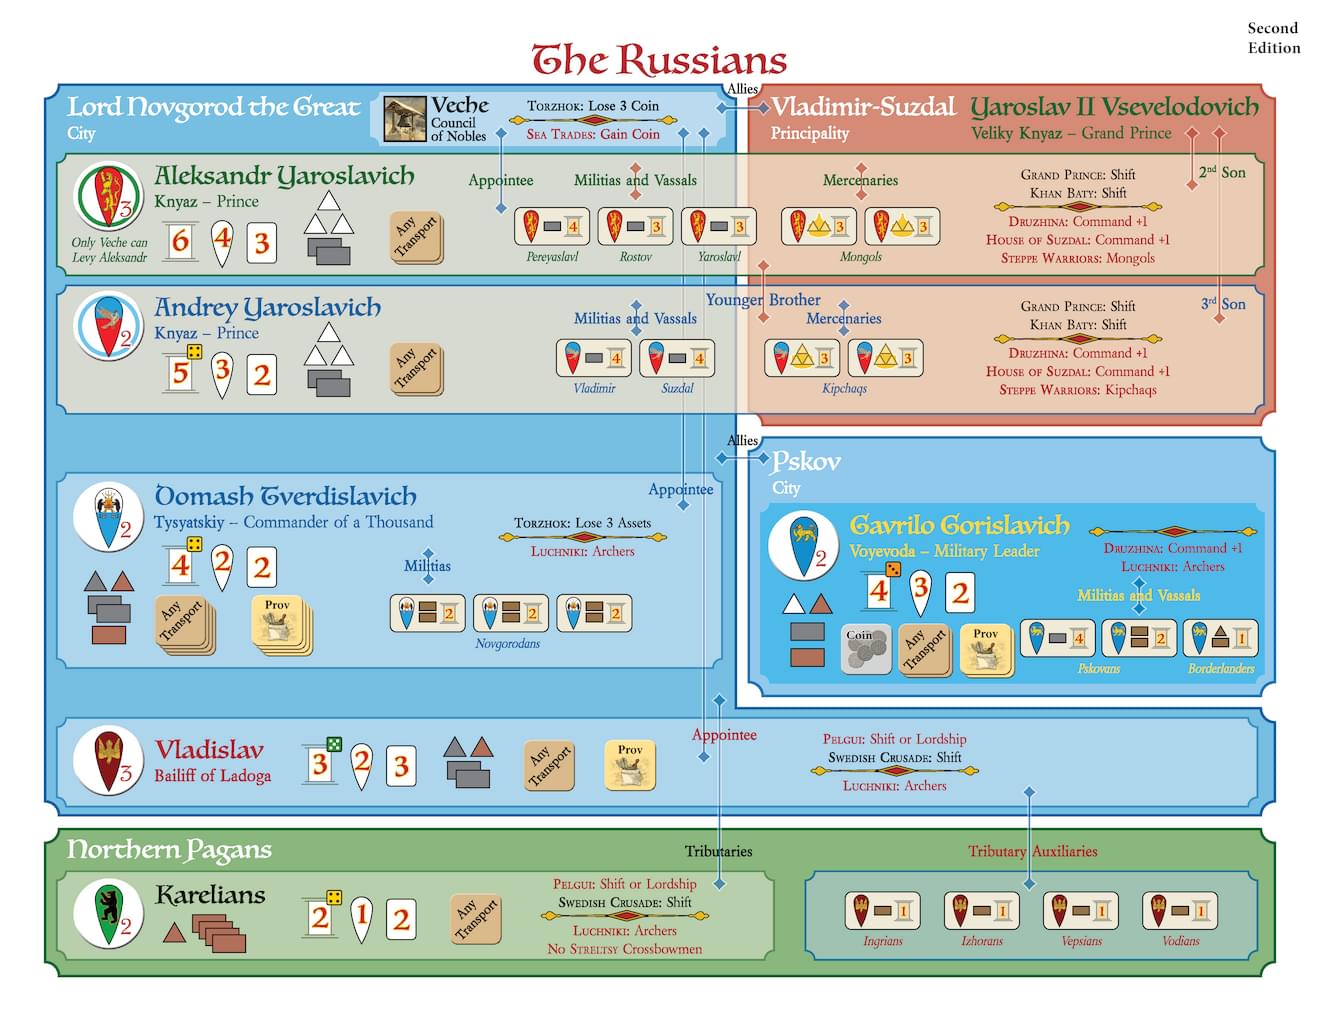 Second
Edition
The Russians
Lord Novgorod the Great
City
Veche
Council
of Nobles
Torzhok: Lose 3 Coin
Sea Trades: Gain Coin
Allies
Vladimir-Suzdal
Principality
Yaroslav II Vsevelodovich
Veliky Knyaz – Grand Prince
Aleksandr Yaroslavich
Knyaz – Prince
3
Only Veche can
Levy Aleksandr
6 4 3
Any
Transport
Appointee
Militias and Vassals
4 3 3
Pereyaslavl Rostov Yaroslavl
Mercenaries
3 3
Mongols
Grand Prince: Shift
Khan Baty: Shift
Druzhina: Command +1
House of Suzdal: Command +1
Steppe Warriors: Mongols
2nd Son
Andrey Yaroslavich
Knyaz – Prince
2
5 3 2
Any
Transport
Younger Brother
Militias and Vassals
4 4
Vladimir Suzdal
Mercenaries
3 3
Kipchaqs
Grand Prince: Shift
Khan Baty: Shift
Druzhina: Command +1
House of Suzdal: Command +1
Steppe Warriors: Kipchaqs
3rd Son
Allies
Domash Tverdislavich
Tysyatskiy – Commander of a Thousand
2
4 2 2
Any
Transport
Prov
Appointee
Torzhok: Lose 3 Assets
Luchniki: Archers
Militias
2 2 2
Novgorodans
Pskov
City
Gavrilo Gorislavich
Voyevoda – Military Leader
2
4 3 2
Coin
Any
Transport
Prov
Druzhina: Command +1
Luchniki: Archers
Militias and Vassals
4 2 1
Pskovans Borderlanders
Vladislav
Bailiff of Ladoga
3
3 2 3
Any
Transport
Prov
Appointee
Pelgui: Shift or Lordship
Swedish Crusade: Shift
Luchniki: Archers
Northern Pagans
Tributaries
Tributary Auxiliaries
Karelians
2
2 1 2
Any
Transport
Pelgui: Shift or Lordship
Swedish Crusade: Shift
Luchniki: Archers
No Streltsy Crossbowmen
1 1 1 1
Ingrians Izhorans Vepsians Vodians